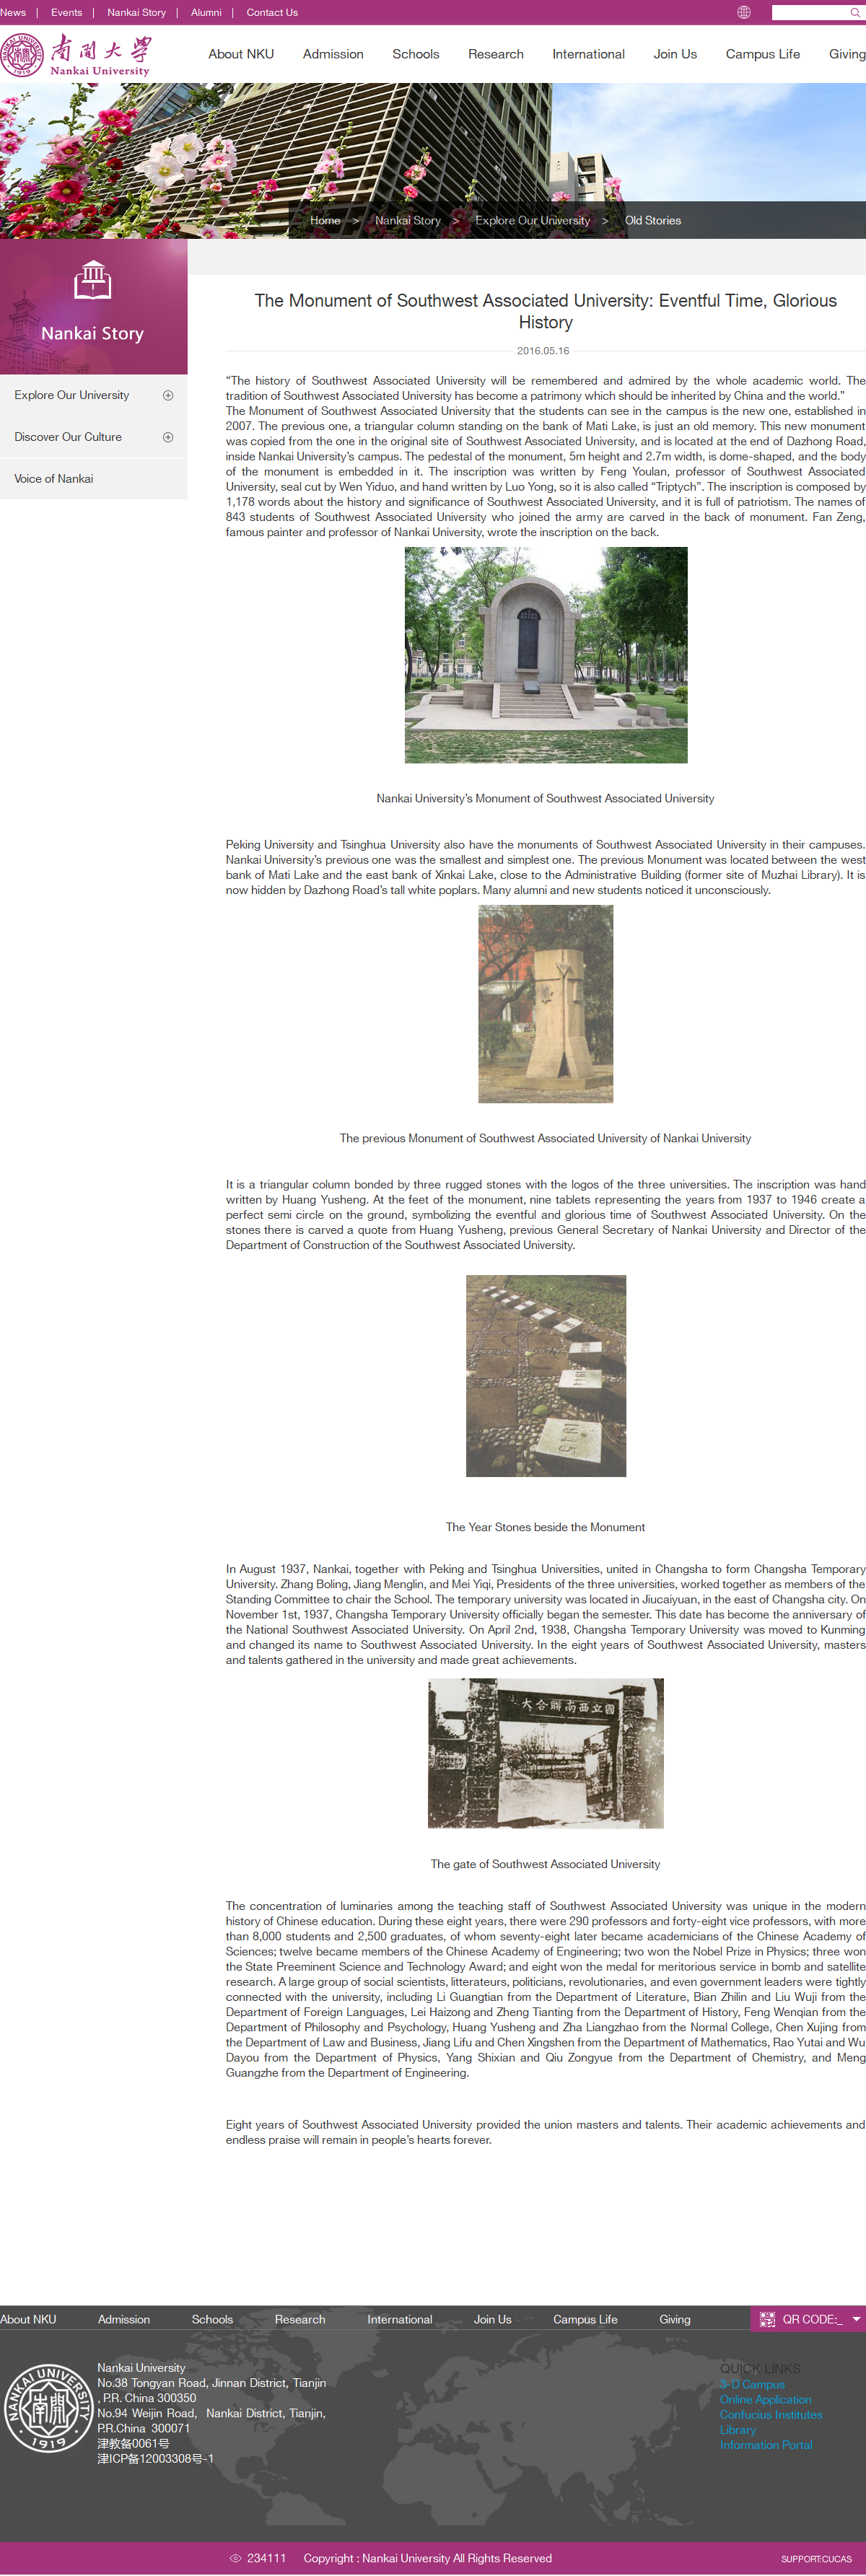 News | Events | Nankai Story | Alumni | Contact Us
南開大学
Nankai University
1919
About NKU Admission Schools Research International Join Us Campus Life Giving
Home > Nankai Story > Explore Our University > Old Stories
Nankai Story
Explore Our University
Discover Our Culture
Voice of Nankai
The Monument of Southwest Associated University: Eventful Time, Glorious
History
2016.05.16
“The history of Southwest Associated University will be remembered and admired by the whole academic world. The
tradition of Southwest Associated University has become a patrimony which should be inherited by China and the world.”
The Monument of Southwest Associated University that the students can see in the campus is the new one, established in
2007. The previous one, a triangular column standing on the bank of Mati Lake, is just an old memory. This new monument
was copied from the one in the original site of Southwest Associated University, and is located at the end of Dazhong Road,
inside Nankai University’s campus. The pedestal of the monument, 5m height and 2.7m width, is dome-shaped, and the body
of the monument is embedded in it. The inscription was written by Feng Youlan, professor of Southwest Associated
University, seal cut by Wen Yiduo, and hand written by Luo Yong, so it is also called “Triptych”. The inscription is composed by
1,178 words about the history and significance of Southwest Associated University, and it is full of patriotism. The names of
843 students of Southwest Associated University who joined the army are carved in the back of monument. Fan Zeng,
famous painter and professor of Nankai University, wrote the inscription on the back.
Nankai University’s Monument of Southwest Associated University
Peking University and Tsinghua University also have the monuments of Southwest Associated University in their campuses.
Nankai University’s previous one was the smallest and simplest one. The previous Monument was located between the west
bank of Mati Lake and the east bank of Xinkai Lake, close to the Administrative Building (former site of Muzhai Library). It is
now hidden by Dazhong Road’s tall white poplars. Many alumni and new students noticed it unconsciously.
The previous Monument of Southwest Associated University of Nankai University
It is a triangular column bonded by three rugged stones with the logos of the three universities. The inscription was hand
written by Huang Yusheng. At the feet of the monument, nine tablets representing the years from 1937 to 1946 create a
perfect semi circle on the ground, symbolizing the eventful and glorious time of Southwest Associated University. On the
stones there is carved a quote from Huang Yusheng, previous General Secretary of Nankai University and Director of the
Department of Construction of the Southwest Associated University.
The Year Stones beside the Monument
In August 1937, Nankai, together with Peking and Tsinghua Universities, united in Changsha to form Changsha Temporary
University. Zhang Boling, Jiang Menglin, and Mei Yiqi, Presidents of the three universities, worked together as members of the
Standing Committee to chair the School. The temporary university was located in Jiucaiyuan, in the east of Changsha city. On
November 1st, 1937, Changsha Temporary University officially began the semester. This date has become the anniversary of
the National Southwest Associated University. On April 2nd, 1938, Changsha Temporary University was moved to Kunming
and changed its name to Southwest Associated University. In the eight years of Southwest Associated University, masters
and talents gathered in the university and made great achievements.
大合聯南西立國
The gate of Southwest Associated University
The concentration of luminaries among the teaching staff of Southwest Associated University was unique in the modern
history of Chinese education. During these eight years, there were 290 professors and forty-eight vice professors, with more
than 8,000 students and 2,500 graduates, of whom seventy-eight later became academicians of the Chinese Academy of
Sciences; twelve became members of the Chinese Academy of Engineering; two won the Nobel Prize in Physics; three won
the State Preeminent Science and Technology Award; and eight won the medal for meritorious service in bomb and satellite
research. A large group of social scientists, litterateurs, politicians, revolutionaries, and even government leaders were tightly
connected with the university, including Li Guangtian from the Department of Literature, Bian Zhilin and Liu Wuji from the
Department of Foreign Languages, Lei Haizong and Zheng Tianting from the Department of History, Feng Wenqian from the
Department of Philosophy and Psychology, Huang Yusheng and Zha Liangzhao from the Normal College, Chen Xujing from
the Department of Law and Business, Jiang Lifu and Chen Xingshen from the Department of Mathematics, Rao Yutai and Wu
Dayou from the Department of Physics, Yang Shixian and Qiu Zongyue from the Department of Chemistry, and Meng
Guangzhe from the Department of Engineering.
Eight years of Southwest Associated University provided the union masters and talents. Their academic achievements and
endless praise will remain in people’s hearts forever.
About NKU Admission Schools Research International Join Us Campus Life Giving QR CODE:_
NANKAI UNIVERSITY
1919
Nankai University
No.38 Tongyan Road, Jinnan District, Tianjin
, P.R. China 300350
No.94 Weijin Road, Nankai District, Tianjin,
P.R.China 300071
津教备0061号
津ICP备12003308号-1
QUICK LINKS
3-D Campus
Online Application
Confucius Institutes
Library
Information Portal
234111 Copyright : Nankai University All Rights Reserved SUPPORT:CUCAS